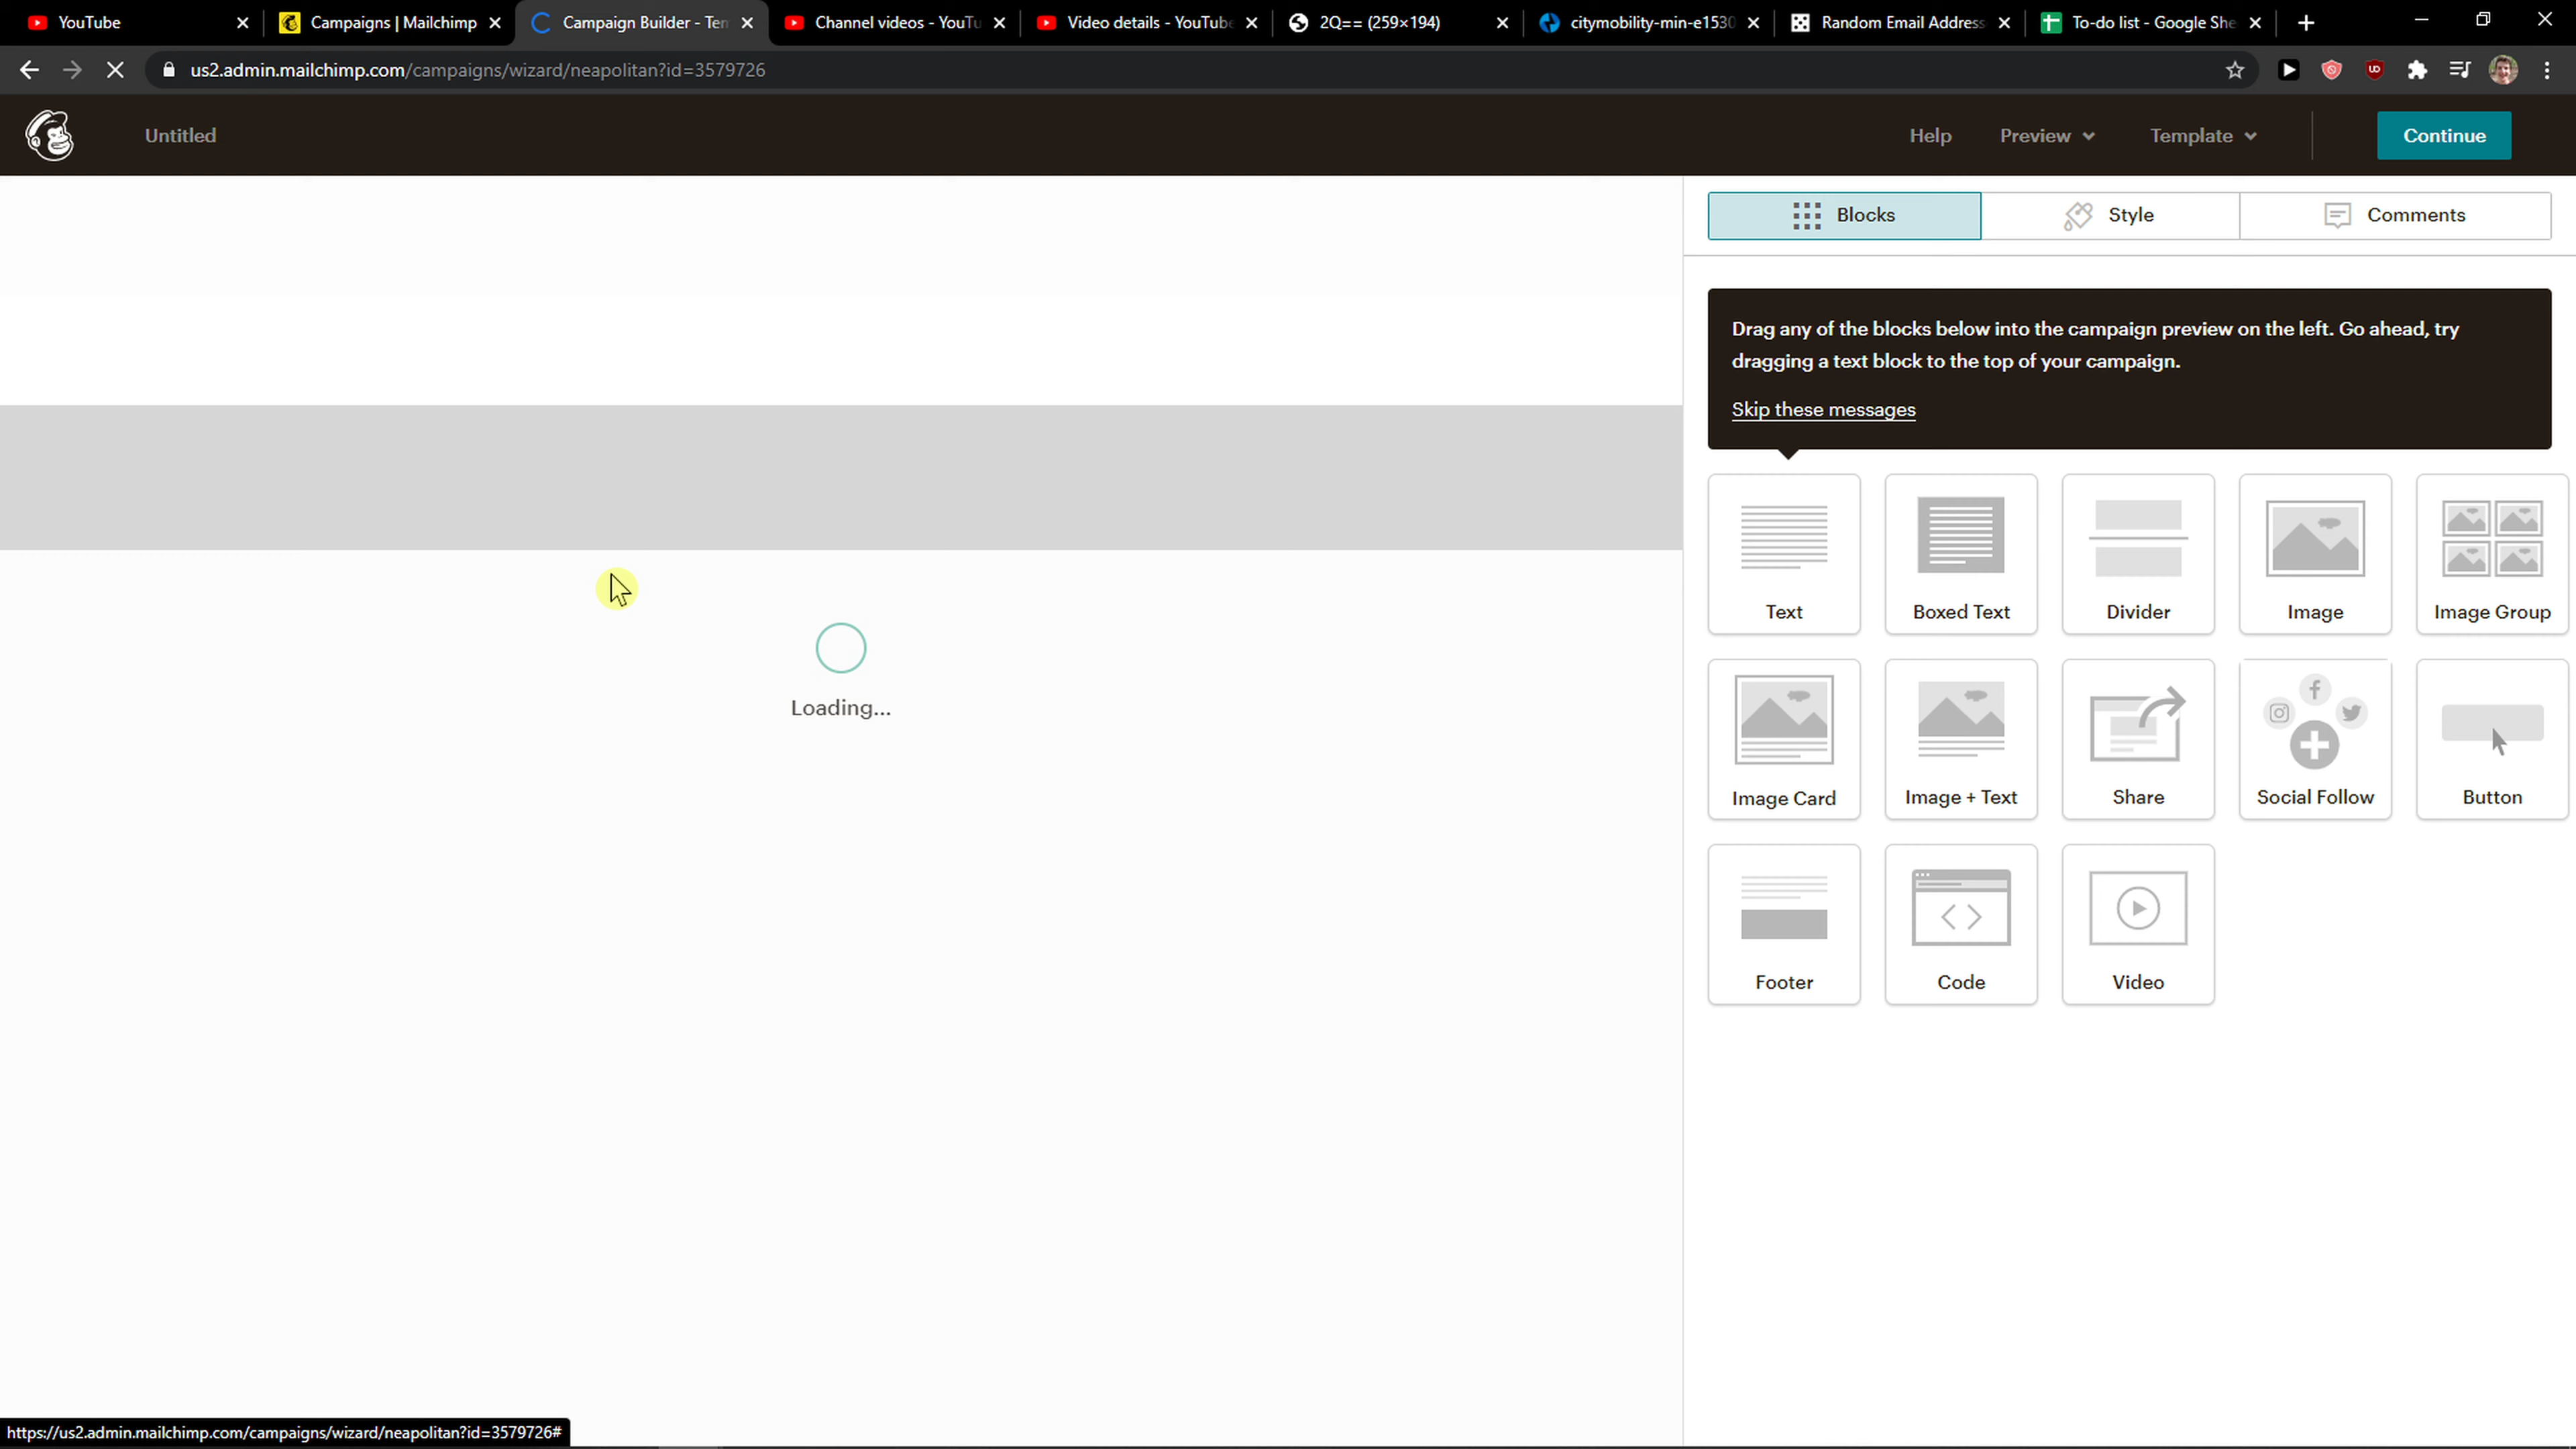 YouTube
Campaigns | Mailchimp
Campaign Builder - Tem
Channel videos - YouTu
Video details - YouTube
2Q== (259×194)
citymobility-min-e1530
Random Email Address
To-do list - Google She
us2.admin.mailchimp.com/campaigns/wizard/neapolitan?id=3579726
Untitled
Help
Preview
Template
Continue
Blocks
Style
Comments
Drag any of the blocks below into the campaign preview on the left. Go ahead, try
dragging a text block to the top of your campaign.
Skip these messages
Text
Boxed Text
Divider
Image
Image Group
Loading...
Image Card
Image + Text
Share
Social Follow
Button
Footer
Code
Video
https://us2.admin.mailchimp.com/campaigns/wizard/neapolitan?id=3579726#